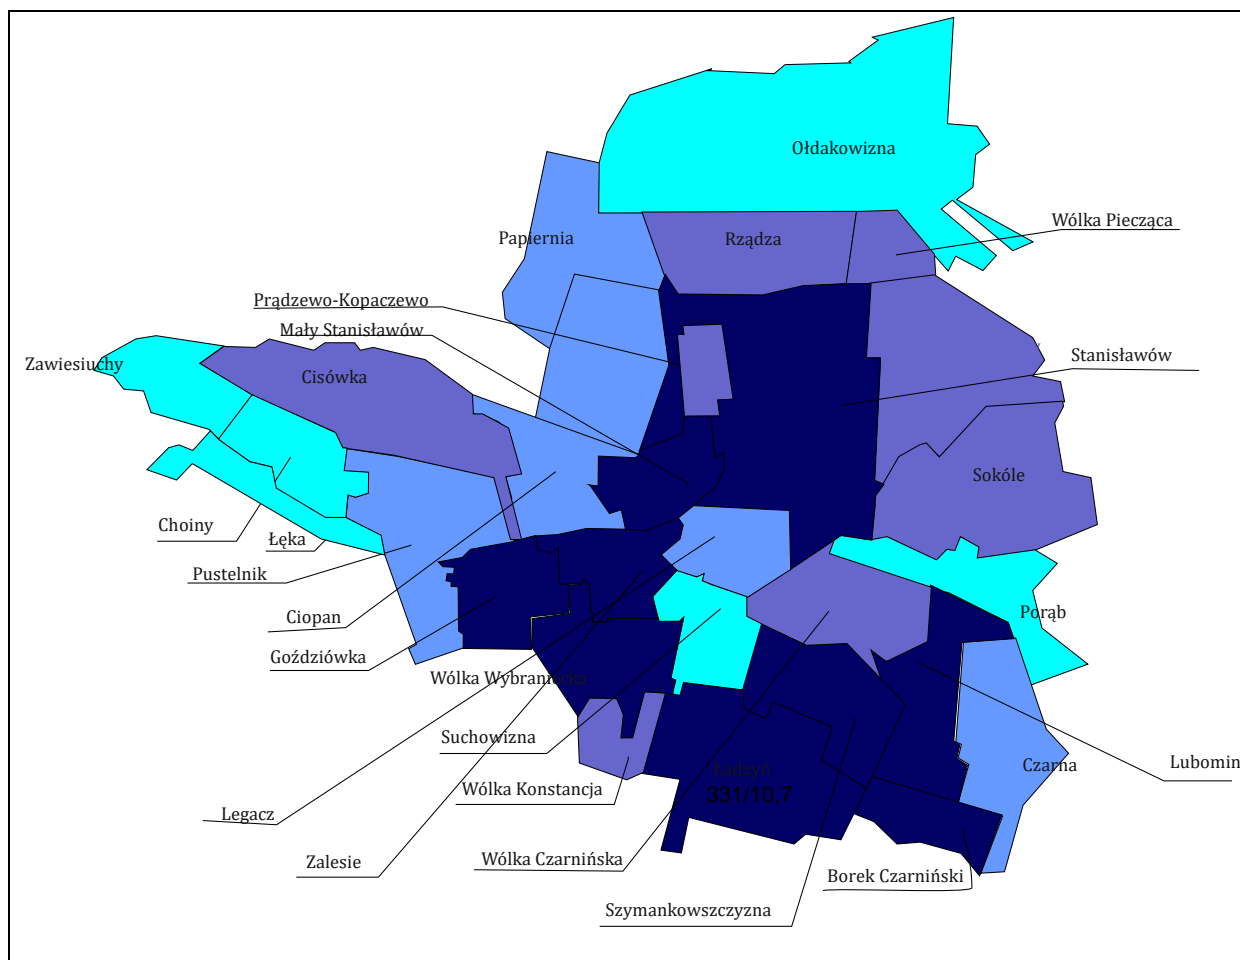 Ołdakowizna
Wólka Piecząca
Papiernia
Rządza
Prądzewo-Kopaczewo
Mały Stanisławów
Stanisławów
Zawiesiuchy
Cisówka
Sokóle
Choiny
Łęka
Pustelnik
Ciopan
Porąb
Goździówka
Wólka Wybraniecka
Suchowizna
Czarna
Lubomin
Ładzyń
331/10,7
Wólka Konstancja
Legacz
Zalesie
Wólka Czarnińska
Borek Czarniński
Szymankowszczyzna